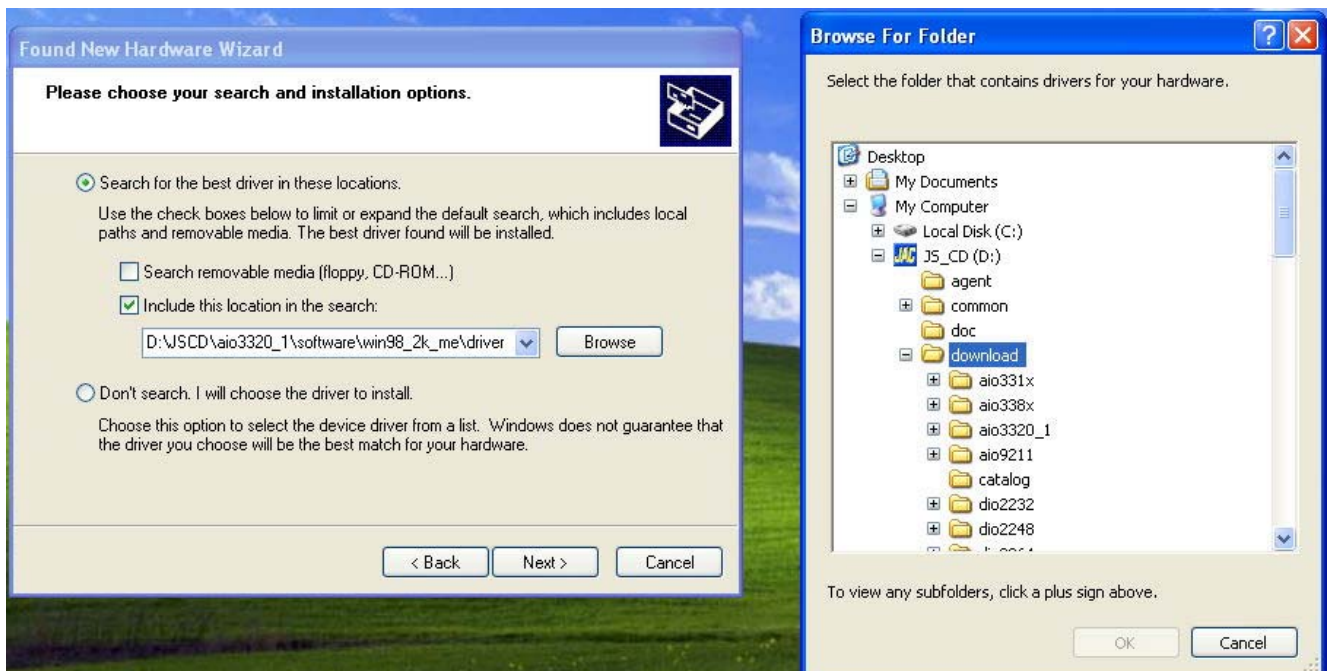 Found New Hardware Wizard
Please choose your search and installation options.
Search for the best driver in these locations.
Use the check boxes below to limit or expand the default search, which includes local
paths and removable media. The best driver found will be installed.
Search removable media (floppy, CD-ROM...)
Include this location in the search:
D:\JSCD\aio3320_1\software\win98_2k_me\driver
Browse
Don't search. I will choose the driver to install.
Choose this option to select the device driver from a list. Windows does not guarantee that
the driver you choose will be the best match for your hardware.
< Back
Next >
Cancel
Browse For Folder
Select the folder that contains drivers for your hardware.
Desktop
My Documents
My Computer
Local Disk (C:)
JAC JS_CD (D:)
agent
common
doc
download
aio331x
aio338x
aio3320_1
aio9211
catalog
dio2232
dio2248
To view any subfolders, click a plus sign above.
OK
Cancel